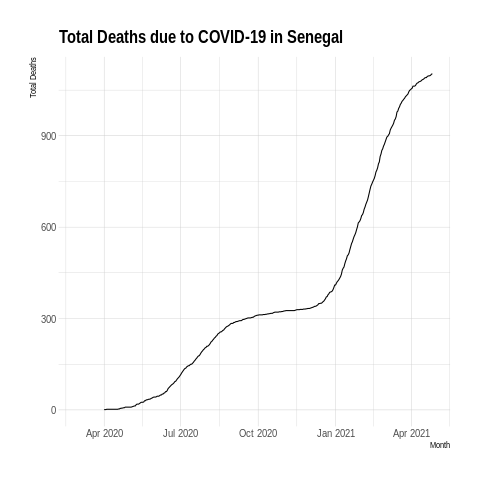 Total Deaths due to COVID-19 in Senegal
Total Deaths
900
600
300
0
Apr 2020 Jul 2020 Oct 2020 Jan 2021 Apr 2021
Month